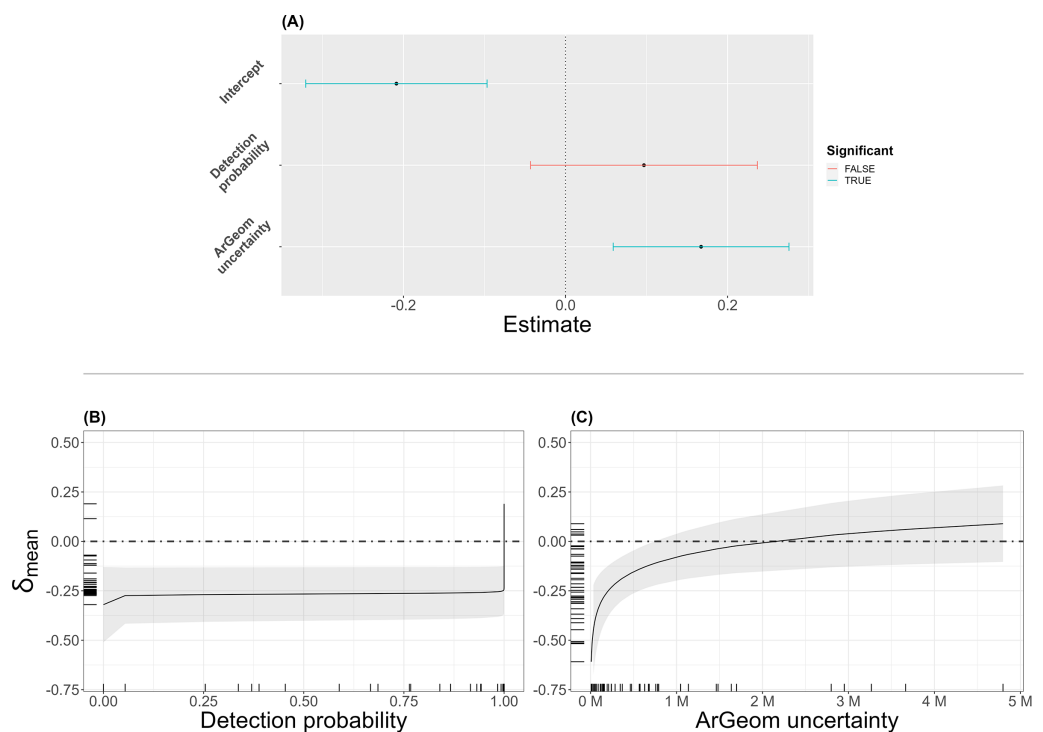 (A)
Intercept
Detection
probability
ArGeom
uncertainty
-0.2 0.0 0.2
Estimate
Significant
FALSE
TRUE
(B)
0.50
0.25
0.00
-0.25
-0.50
-0.75
δmean
0.00 0.25 0.50 0.75 1.00
Detection probability
(C)
0.50
0.25
0.00
-0.25
-0.50
-0.75
0 M 1 M 2 M 3 M 4 M 5 M
ArGeom uncertainty